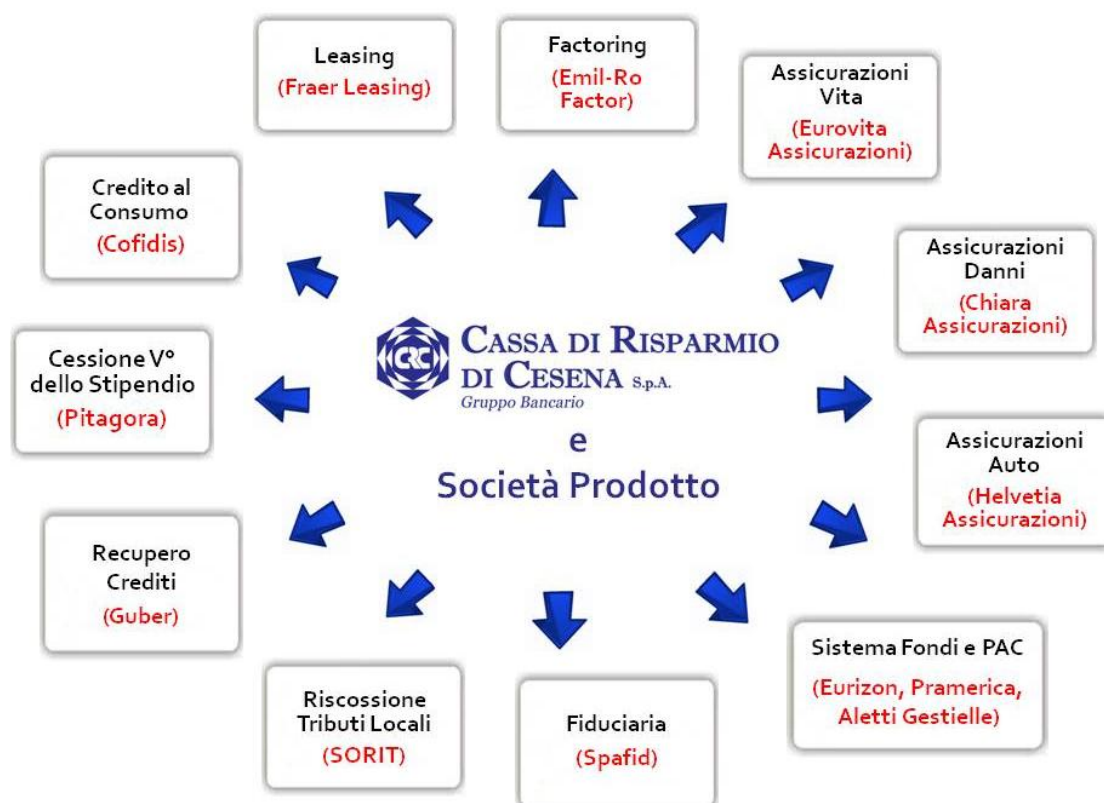 Leasing
(Fraer Leasing)
Factoring
(Emil-Ro
Factor)
Assicurazioni
Vita
(Eurovita
Assicurazioni)
Credito al
Consumo
(Cofidis)
Assicurazioni
Danni
(Chiara
Assicurazioni)
CRC
CASSA DI RISPARMIO
DI CESENA S.p.A.
Gruppo Bancario
e
Società Prodotto
Cessione V°
dello Stipendio
(Pitagora)
Assicurazioni
Auto
(Helvetia
Assicurazioni)
Recupero
Crediti
(Guber)
Sistema Fondi e PAC
(Eurizon, Pramerica,
Aletti Gestielle)
Riscossione
Tributi Locali
(SORIT)
Fiduciaria
(Spafid)